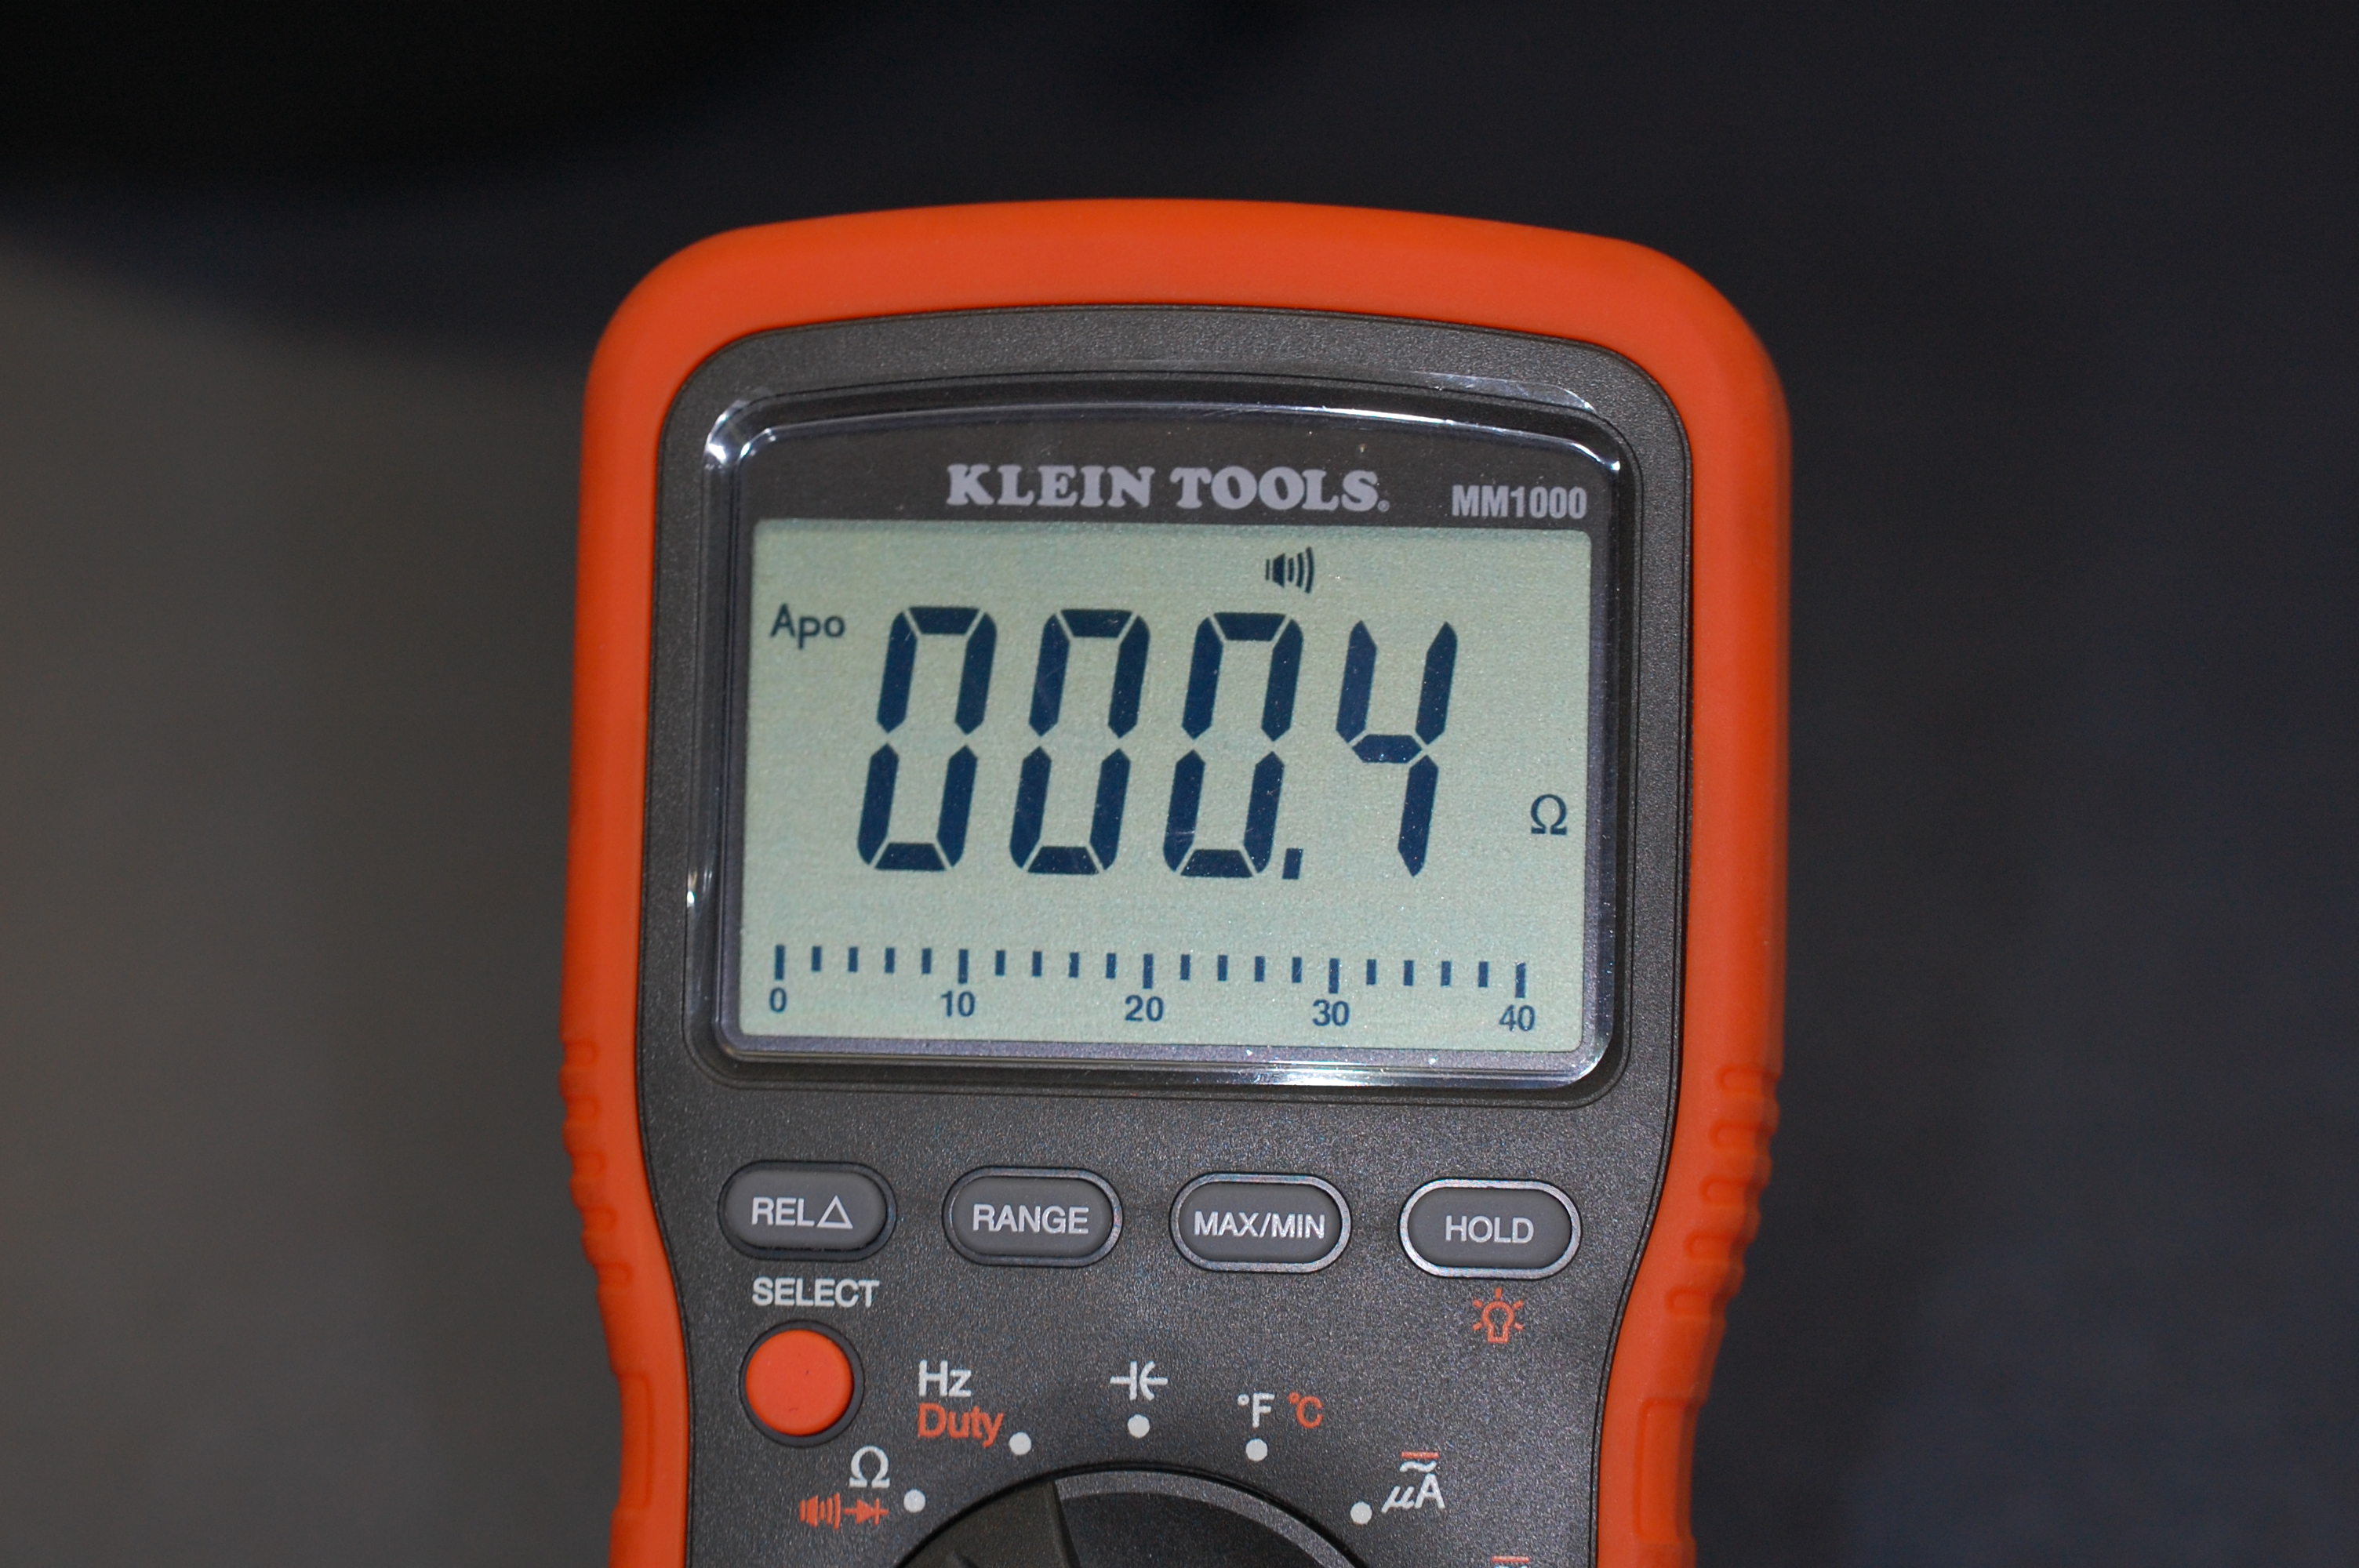 KLEIN TOOLS® MM1000
Apo
000.4 Ω
0 10 20 30 40
REL△ RANGE MAX/MIN HOLD
SELECT
Hz
Duty
°F °C
Ω
µA